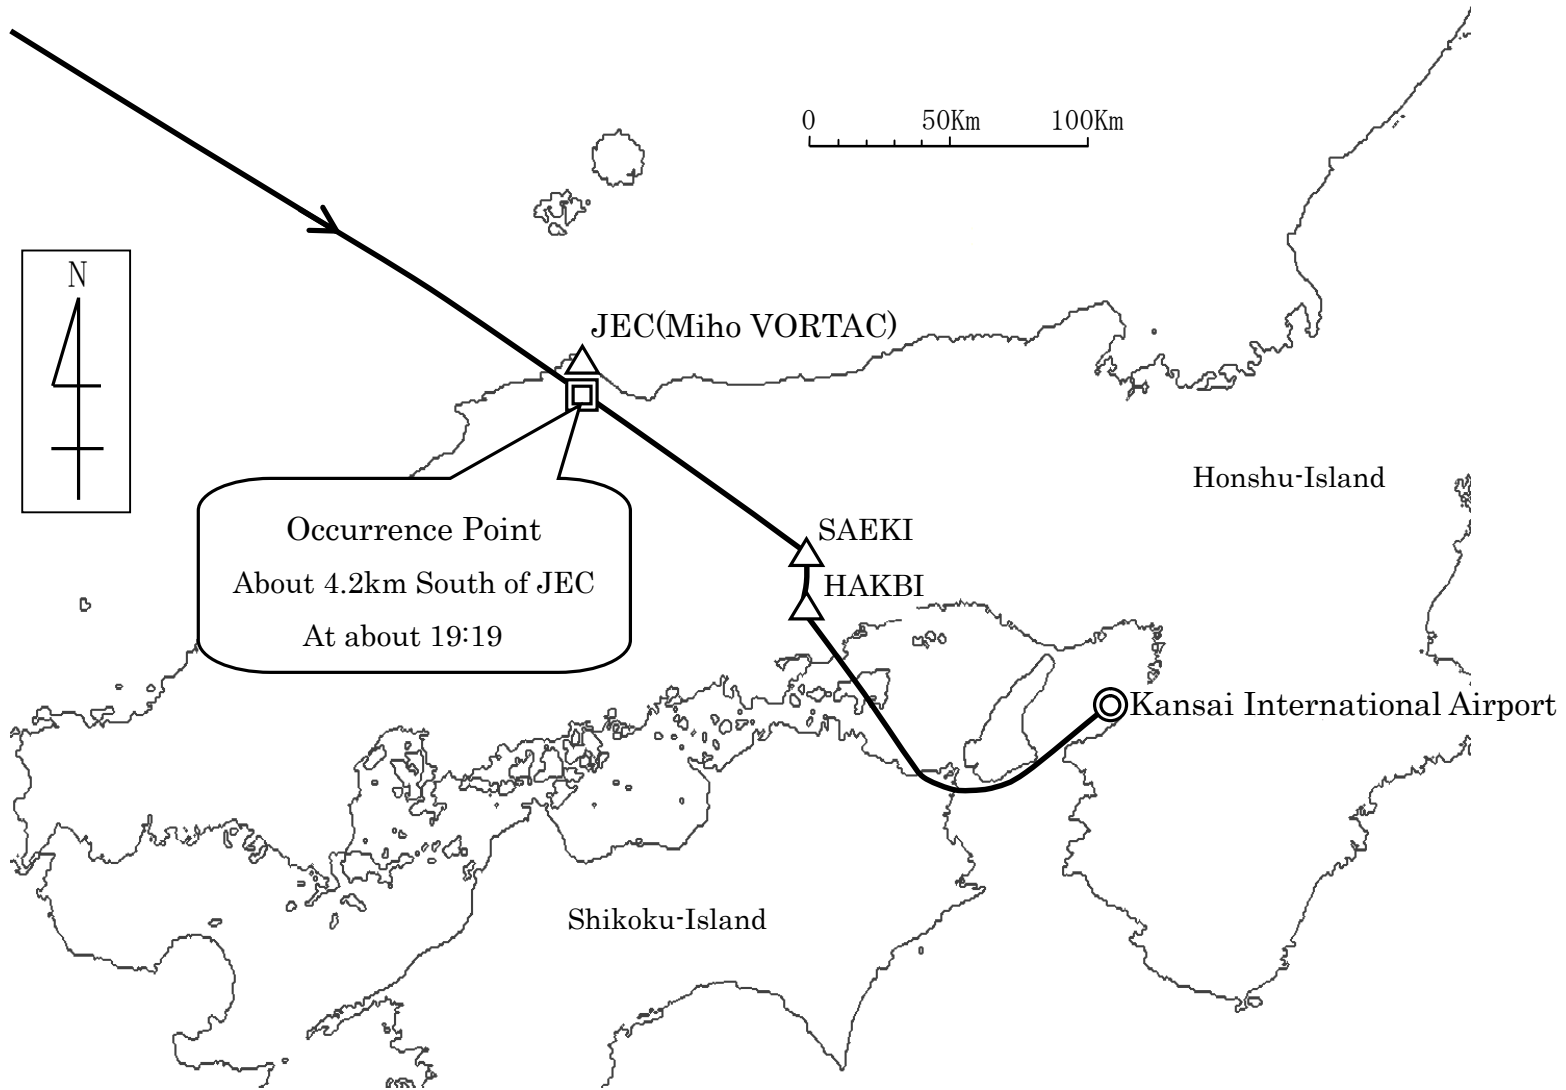 0 50Km 100Km
N
JEC(Miho VORTAC)
Honshu-Island
Occurrence Point
About 4.2km South of JEC
At about 19:19
SAEKI
HAKBI
Kansai International Airport
Shikoku-Island